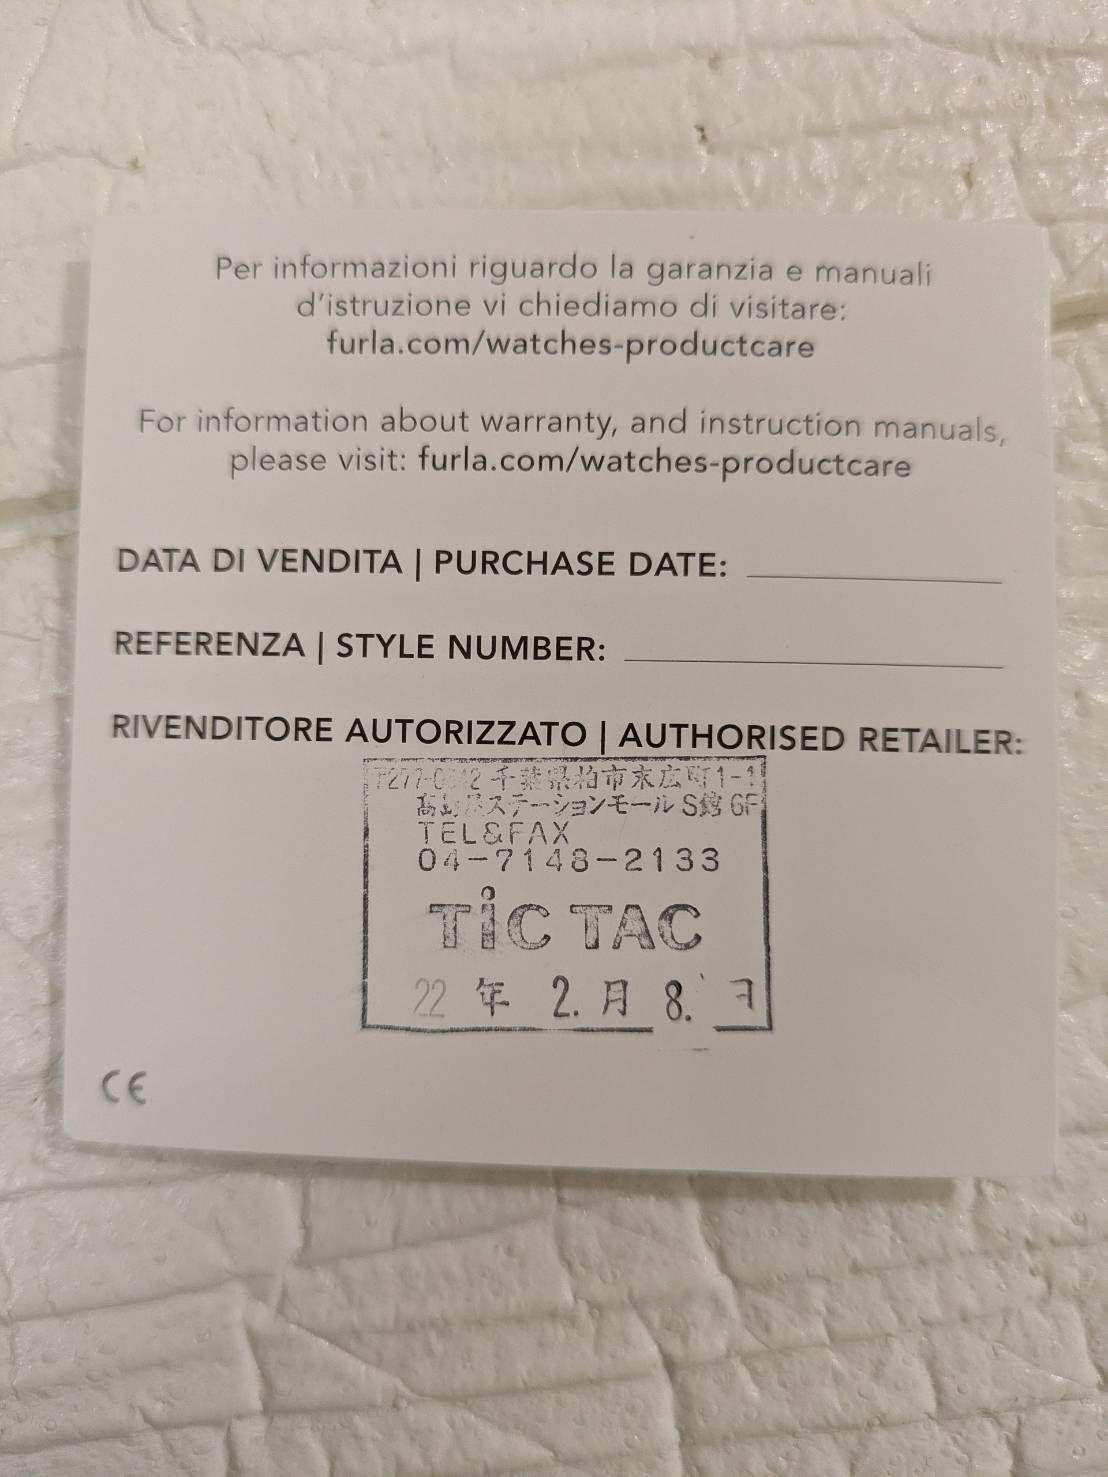 Per informazioni riguardo la garanzia e manuali
d'istruzione vi chiediamo di visitare:
furla.com/watches-productcare
For information about warranty, and instruction manuals,
please visit: furla.com/watches-productcare
DATA DI VENDITA | PURCHASE DATE:
REFERENZA | STYLE NUMBER:
RIVENDITORE AUTORIZZATO | AUTHORISED RETAILER:
千葉県柏市末広町1-1
髙島屋ステーションモール S館 6F
TEL&FAX
04-7148-2133
TiC TAC
22 年 2. 月 8.
CE